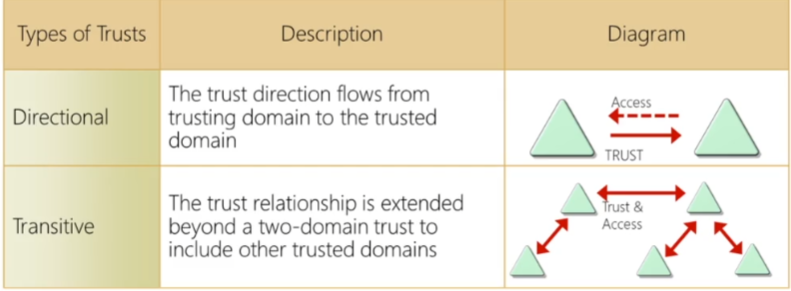 Types of Trusts
Description
Diagram
Directional
The trust direction flows from
trusting domain to the trusted
domain
Access
TRUST
Transitive
The trust relationship is extended
beyond a two-domain trust to
include other trusted domains
Trust &
Access